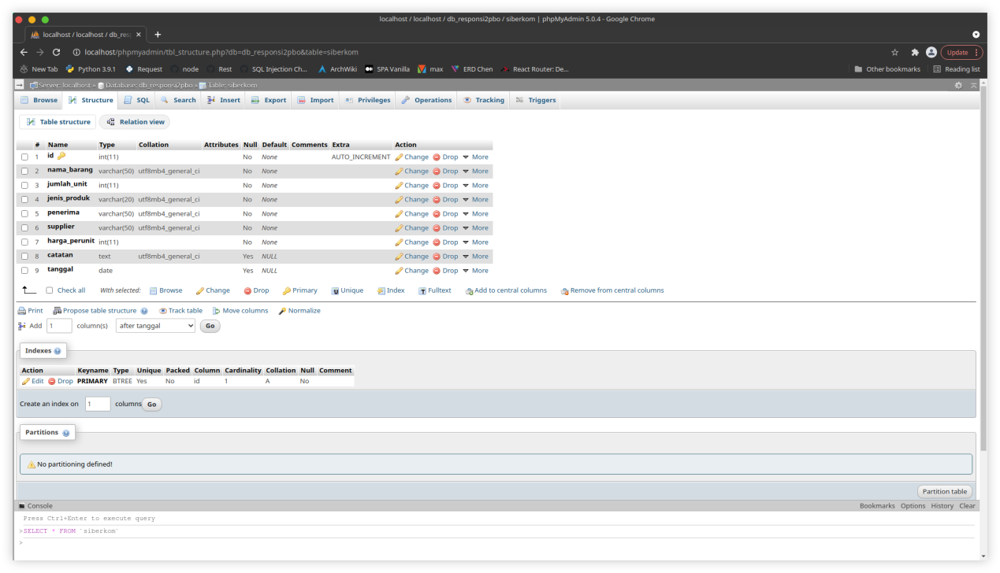 localhost / localhost / db_responsi2pbo / siberkom | phpMyAdmin 5.0.4 - Google Chrome
localhost / localhost / db_res
localhost/phpmyadmin/tbl_structure.php?db=db_responsi2pbo&table=siberkom
Update
New Tab Python 3.9.1 Request node Rest SQL Injection Ch... ArchWiki SPA Vanilla max ERD Chen React Router: De... Other bookmarks Reading list
Server: localhost » Database: db_responsi2pbo » Table: siberkom
Browse Structure SQL Search Insert Export Import Privileges Operations Tracking Triggers
Table structure Relation view
# Name Type Collation Attributes Null Default Comments Extra Action
1 id int(11) No None AUTO_INCREMENT Change Drop More
2 nama_barang varchar(50) utf8mb4_general_ci No None Change Drop More
3 jumlah_unit int(11) No None Change Drop More
4 jenis_produk varchar(20) utf8mb4_general_ci No None Change Drop More
5 penerima varchar(50) utf8mb4_general_ci No None Change Drop More
6 supplier varchar(50) utf8mb4_general_ci No None Change Drop More
7 harga_perunit int(11) No None Change Drop More
8 catatan text utf8mb4_general_ci Yes NULL Change Drop More
9 tanggal date Yes NULL Change Drop More
Check all With selected: Browse Change Drop Primary Unique Index Fulltext Add to central columns Remove from central columns
Print Propose table structure Track table Move columns Normalize
Add 1 column(s) after tanggal Go
Indexes
Action Keyname Type Unique Packed Column Cardinality Collation Null Comment
Edit Drop PRIMARY BTREE Yes No id 1 A No
Create an index on 1 columns Go
Partitions
No partitioning defined!
Partition table
Console Bookmarks Options History Clear
Press Ctrl+Enter to execute query
>SELECT * FROM `siberkom`
>